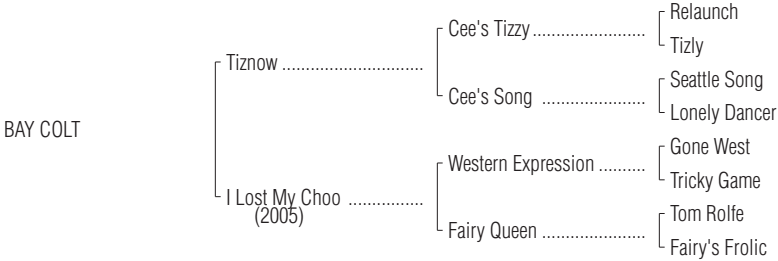 Relaunch
Cee's Tizzy ........................
Tizly
Tiznow ..............................
Seattle Song
Cee's Song ......................
Lonely Dancer
BAY COLT
Gone West
Western Expression ..........
Tricky Game
I Lost My Choo ................
(2005)
Tom Rolfe
Fairy Queen ......................
Fairy's Frolic